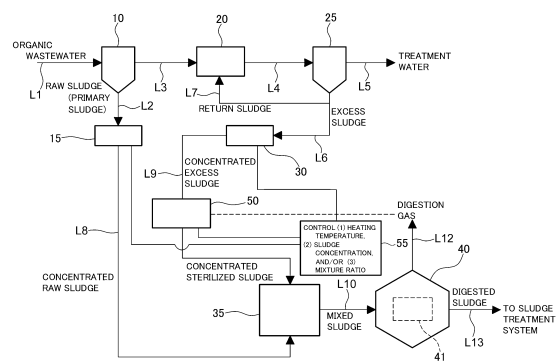 10
20
25
ORGANIC
WASTEWATER
L1
L3
L4
L5
TREATMENT
WATER
RAW SLUDGE
(PRIMARY
SLUDGE)
L2
L7
RETURN SLUDGE
EXCESS
SLUDGE
L6
15
30
L9
CONCENTRATED
EXCESS
SLUDGE
50
DIGESTION
GAS
L12
CONTROL (1) HEATING
TEMPERATURE,
(2) SLUDGE
CONCENTRATION,
AND/OR (3)
MIXTURE RATIO
55
40
L8
CONCENTRATED
RAW SLUDGE
CONCENTRATED
STERILIZED SLUDGE
35
L10
MIXED
SLUDGE
DIGESTED
SLUDGE
L13
TO SLUDGE
TREATMENT
SYSTEM
41